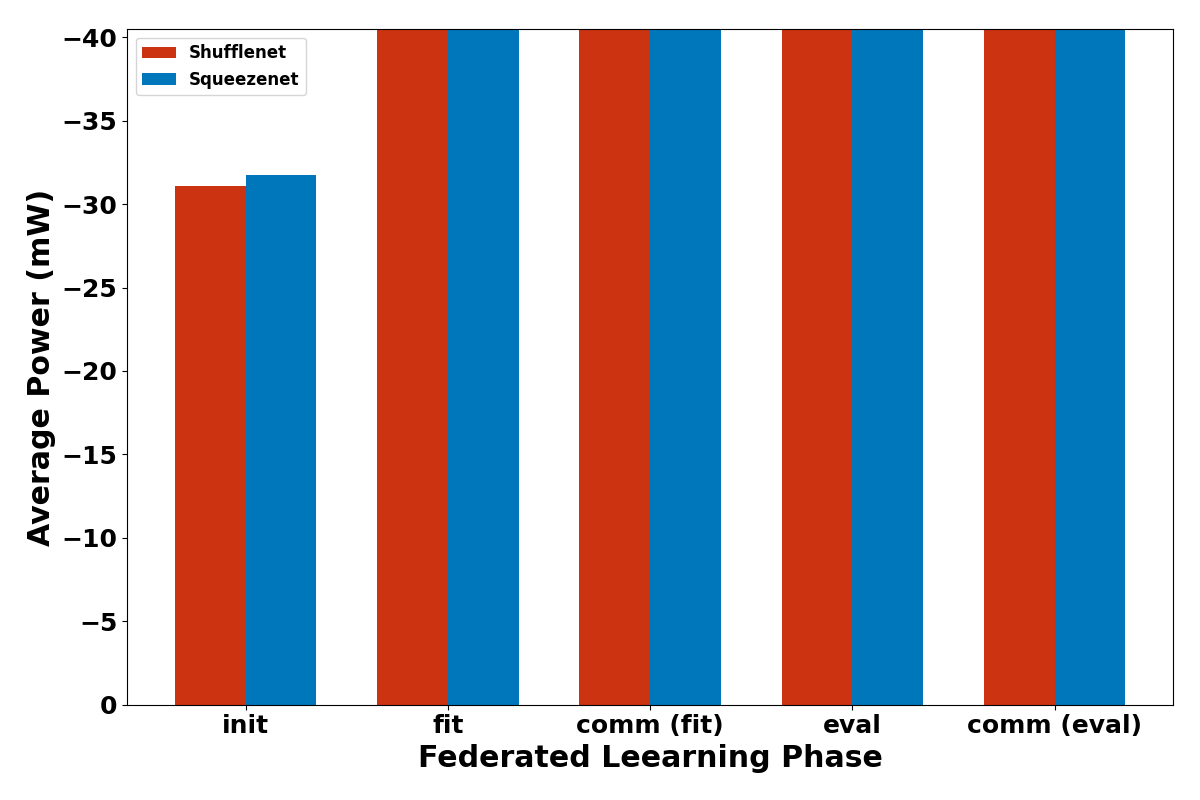 Shufflenet
Squeezenet
Average Power (mW)
−40
−35
−30
−25
−20
−15
−10
−5
0
init
fit
comm (fit)
eval
comm (eval)
Federated Leearning Phase